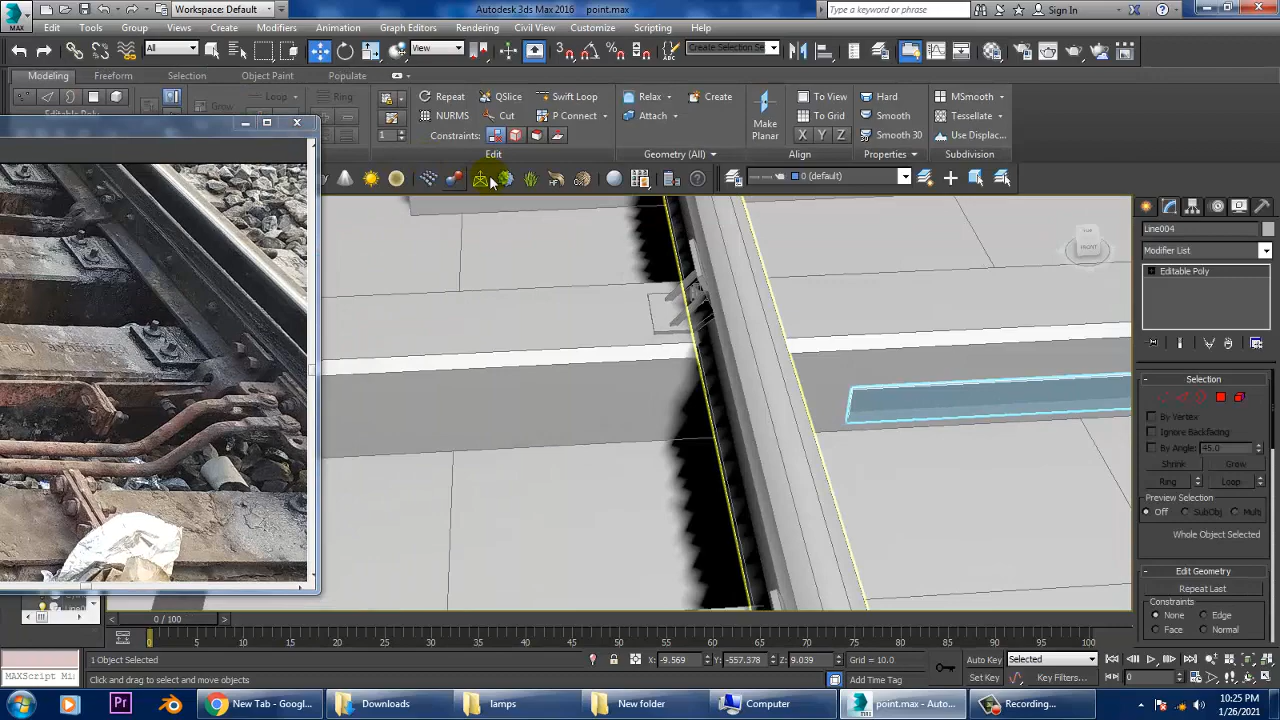 MAX
Workspace: Default
Autodesk 3ds Max 2016 point.max
Type a keyword or phrase
Sign In
Edit Tools Group Views Create Modifiers Animation Graph Editors Rendering Civil View Customize Scripting Help
All
View
Create Selection Se
Modeling Freeform Selection Object Paint Populate
Loop Ring
Grow
Repeat QSlice Swift Loop Relax Create To View Hard MSmooth
NURMS Cut P Connect Attach Make Planar To Grid Smooth Tessellate
1 Constraints: X Y Z Smooth 30 Use Displac...
Edit Geometry (All) Align Properties Subdivision
0 (default)
FRONT
Line004
Modifier List
Editable Poly
Selection
By Vertex
Ignore Backfacing
By Angle: 45.0
Shrink Grow
Ring Loop
Preview Selection
Off SubObj Multi
Whole Object Selected
Edit Geometry
Repeat Last
Constraints
None Edge
Face Normal
0 / 100
0 5 10 15 20 25 30 35 40 45 50 55 60 65 70 75 80 85 90 95 100
1 Object Selected
X: -9.569 Y: -557.378 Z: 9.039 Grid = 10.0
Auto Key Selected
MAXScript Mi
Click and drag to select and move objects
Add Time Tag
Set Key Key Filters...
0
New Tab - Googl... Downloads lamps New folder Computer point.max - Auto... Recording...
10:25 PM
1/26/2021